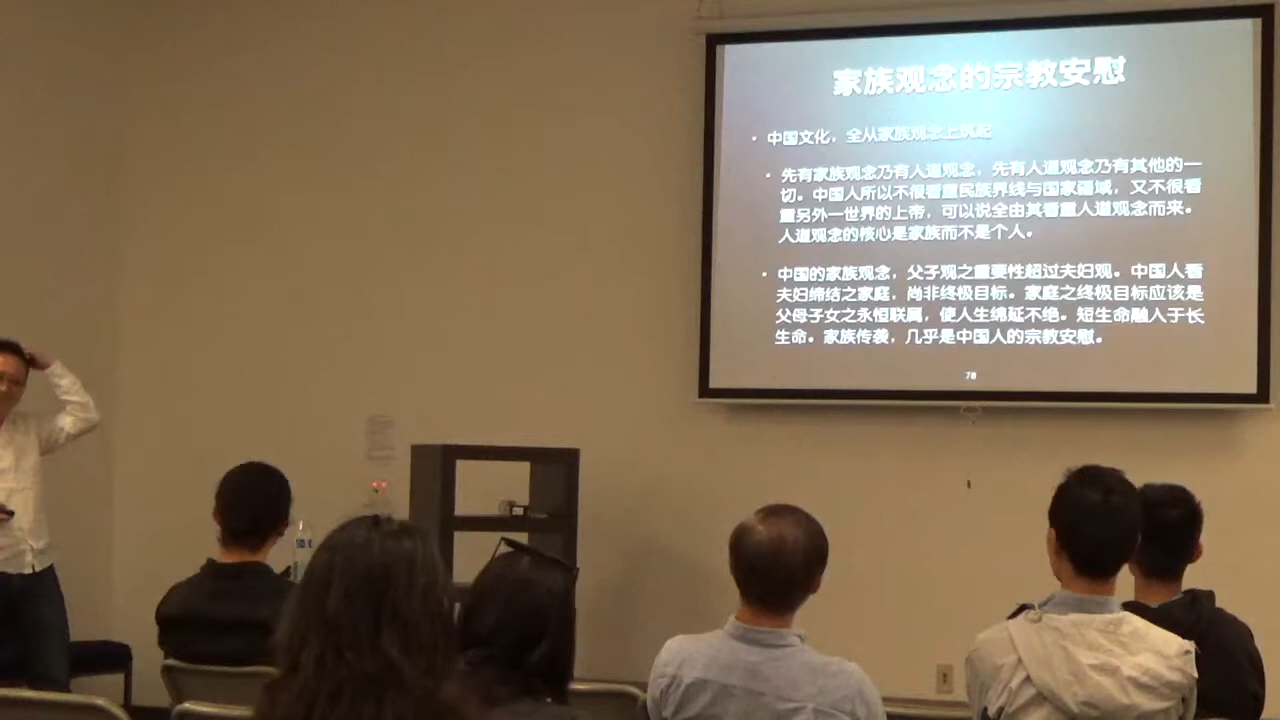 家族观念的宗教安慰
• 中国文化，全从家族观念上筑起
• 先有家族观念乃有人道观念，先有人道观念乃有其他的一
切。中国人所以不很看重民族界线与国家疆域，又不很看
重另外一世界的上帝，可以说全由其看重人道观念而来。
人道观念的核心是家族而不是个人。
• 中国的家族观念，父子观之重要性超过夫妇观。中国人看
夫妇缔结之家庭，尚非终极目标。家庭之终极目标应该是
父母子女之永恒联属，使人生绵延不绝。短生命融入于长
生命。家族传袭，几乎是中国人的宗教安慰。
78